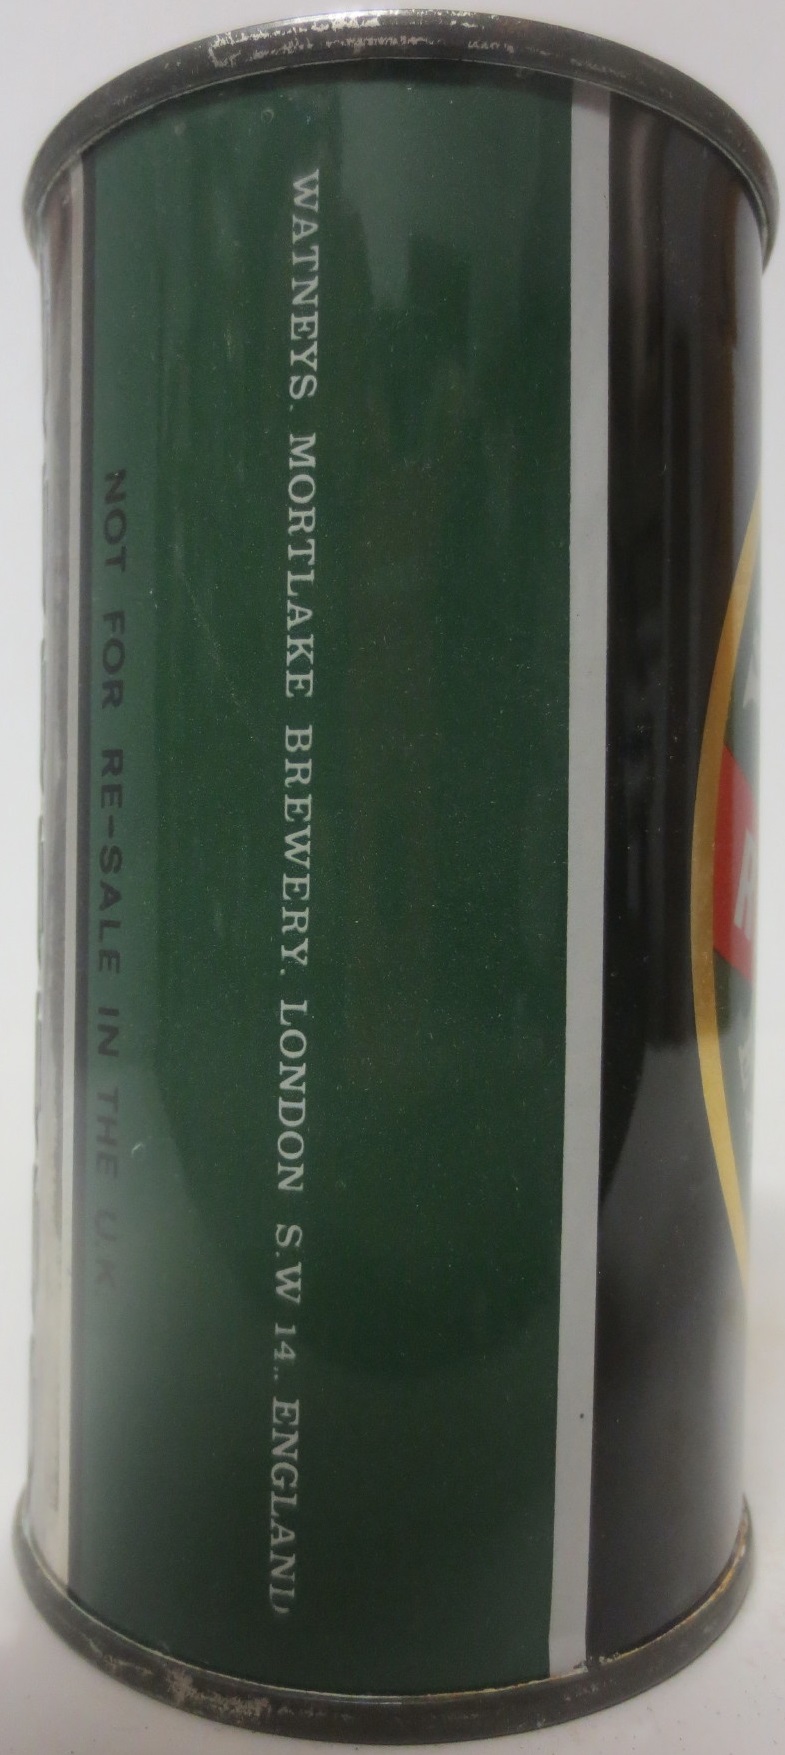 WATNEYS. MORTLAKE BREWERY. LONDON S.W 14.. ENGLAND
NOT FOR RE-SALE IN THE U.K